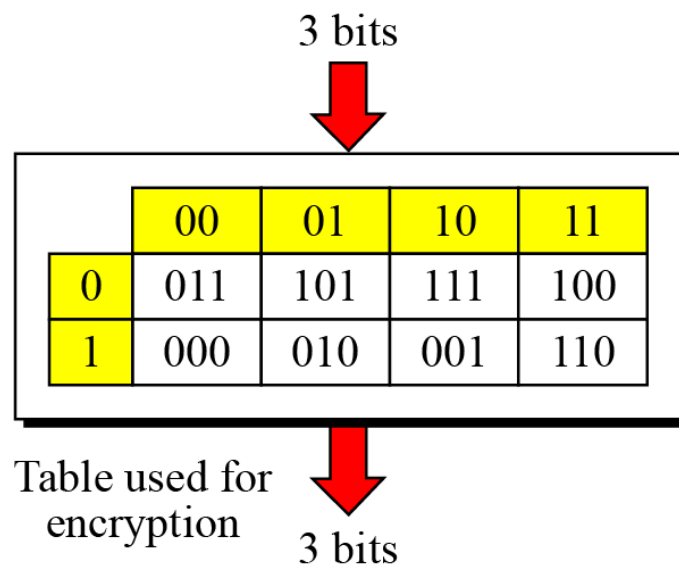 3 bits
00 01 10 11
0 011 101 111 100
1 000 010 001 110
Table used for
encryption
3 bits